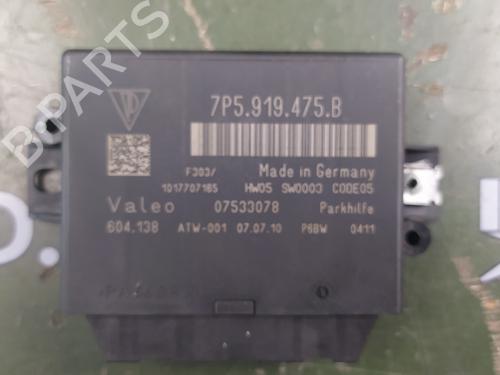 7P5.919.475.B
F303/ Made in Germany
1017707165 HW05 SW0003 CODE05
Valeo 07533078 Parkhilfe
604.138 ATW-001 07.07.10 P6BW 0411